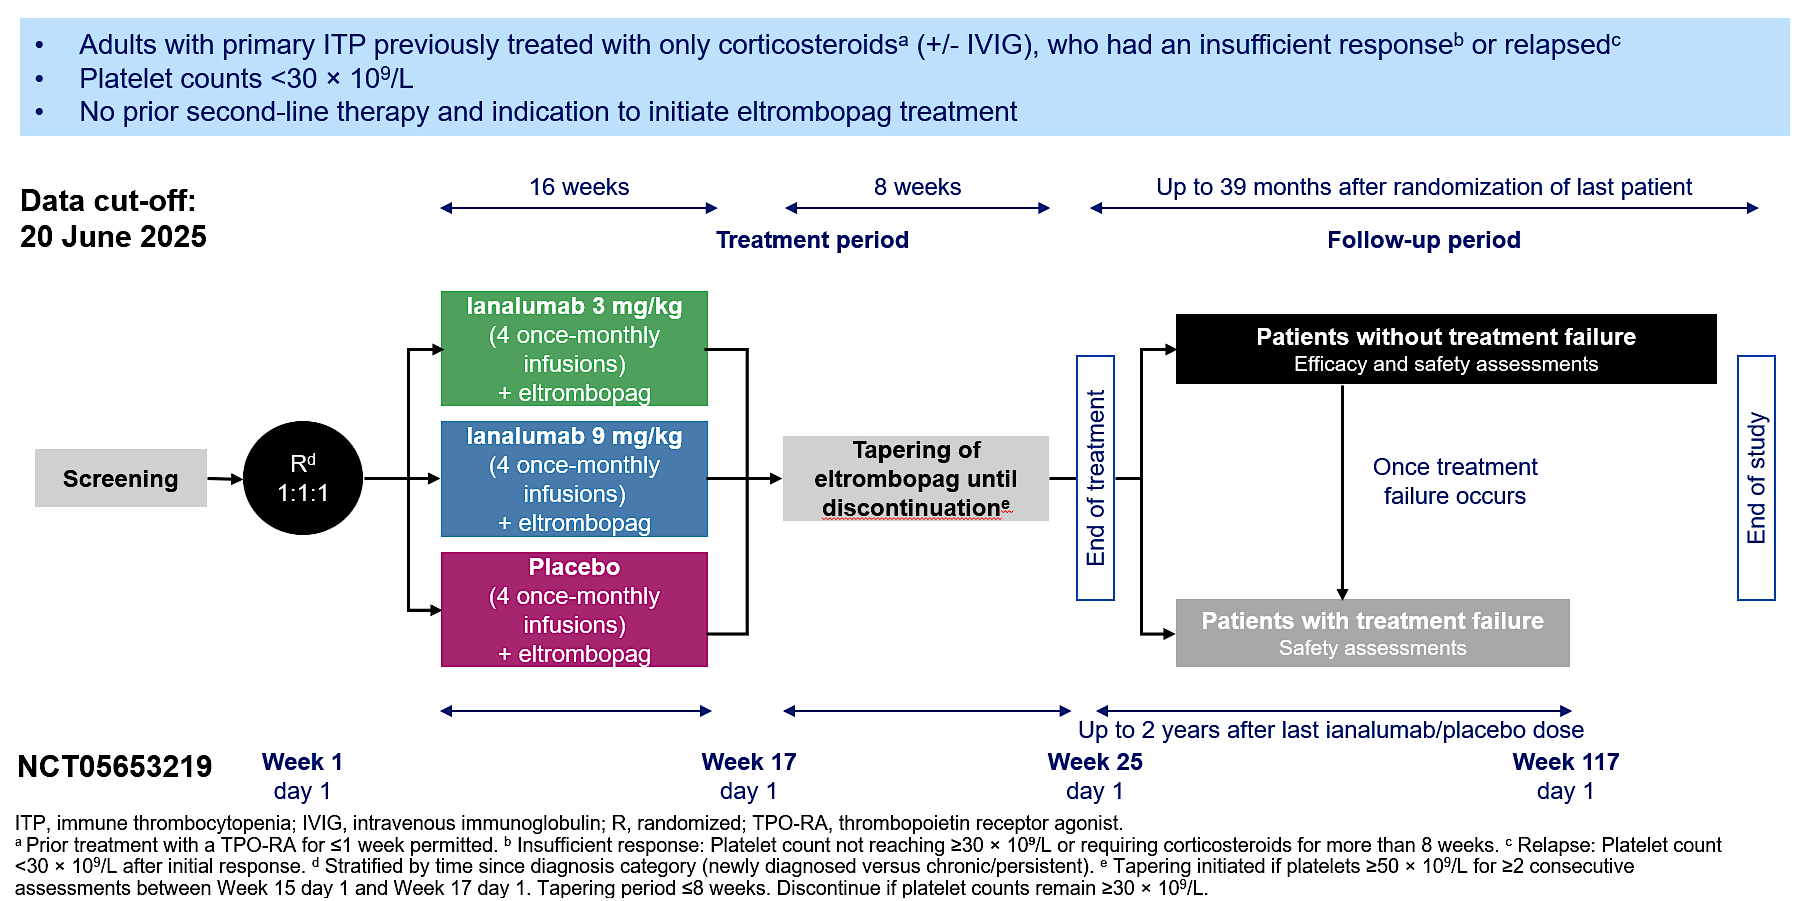 • Adults with primary ITP previously treated with only corticosteroidsᵃ (+/- IVIG), who had an insufficient responseᵇ or relapsedᶜ
• Platelet counts <30 × 10⁹/L
• No prior second-line therapy and indication to initiate eltrombopag treatment
Data cut-off:
20 June 2025
16 weeks
8 weeks
Up to 39 months after randomization of last patient
Treatment period
Follow-up period
Screening
Rᵈ
1:1:1
Ianalumab 3 mg/kg
(4 once-monthly
infusions)
+ eltrombopag
Ianalumab 9 mg/kg
(4 once-monthly
infusions)
+ eltrombopag
Placebo
(4 once-monthly
infusions)
+ eltrombopag
Tapering of
eltrombopag until
discontinuationᵉ
End of treatment
Patients without treatment failure
Efficacy and safety assessments
Once treatment
failure occurs
Patients with treatment failure
Safety assessments
End of study
Up to 2 years after last ianalumab/placebo dose
NCT05653219
Week 1
day 1
Week 17
day 1
Week 25
day 1
Week 117
day 1
ITP, immune thrombocytopenia; IVIG, intravenous immunoglobulin; R, randomized; TPO-RA, thrombopoietin receptor agonist.
ᵃ Prior treatment with a TPO-RA for ≤1 week permitted. ᵇ Insufficient response: Platelet count not reaching ≥30 × 10⁹/L or requiring corticosteroids for more than 8 weeks. ᶜ Relapse: Platelet count
<30 × 10⁹/L after initial response. ᵈ Stratified by time since diagnosis category (newly diagnosed versus chronic/persistent). ᵉ Tapering initiated if platelets ≥50 × 10⁹/L for ≥2 consecutive
assessments between Week 15 day 1 and Week 17 day 1. Tapering period ≤8 weeks. Discontinue if platelet counts remain ≥30 × 10⁹/L.